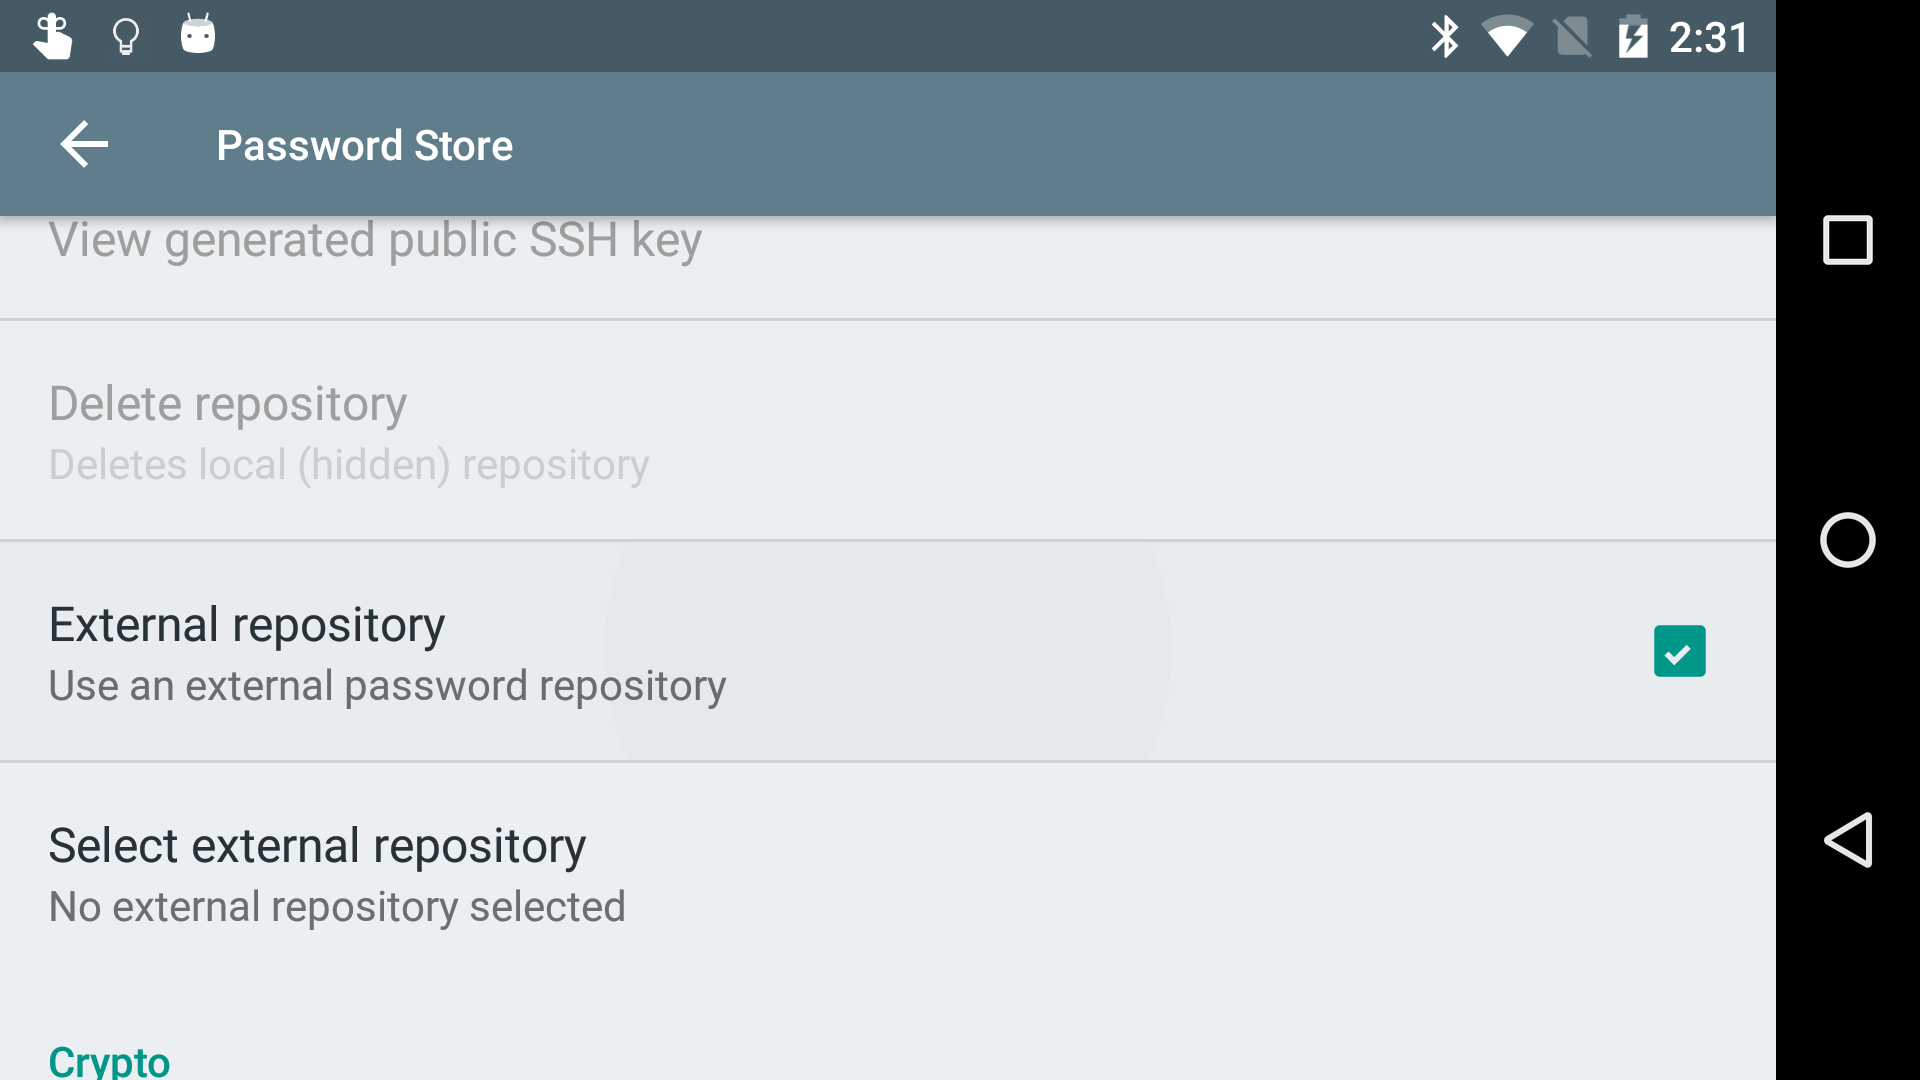 2:31
Password Store
View generated public SSH key
Delete repository
Deletes local (hidden) repository
External repository
Use an external password repository
Select external repository
No external repository selected
Crypto